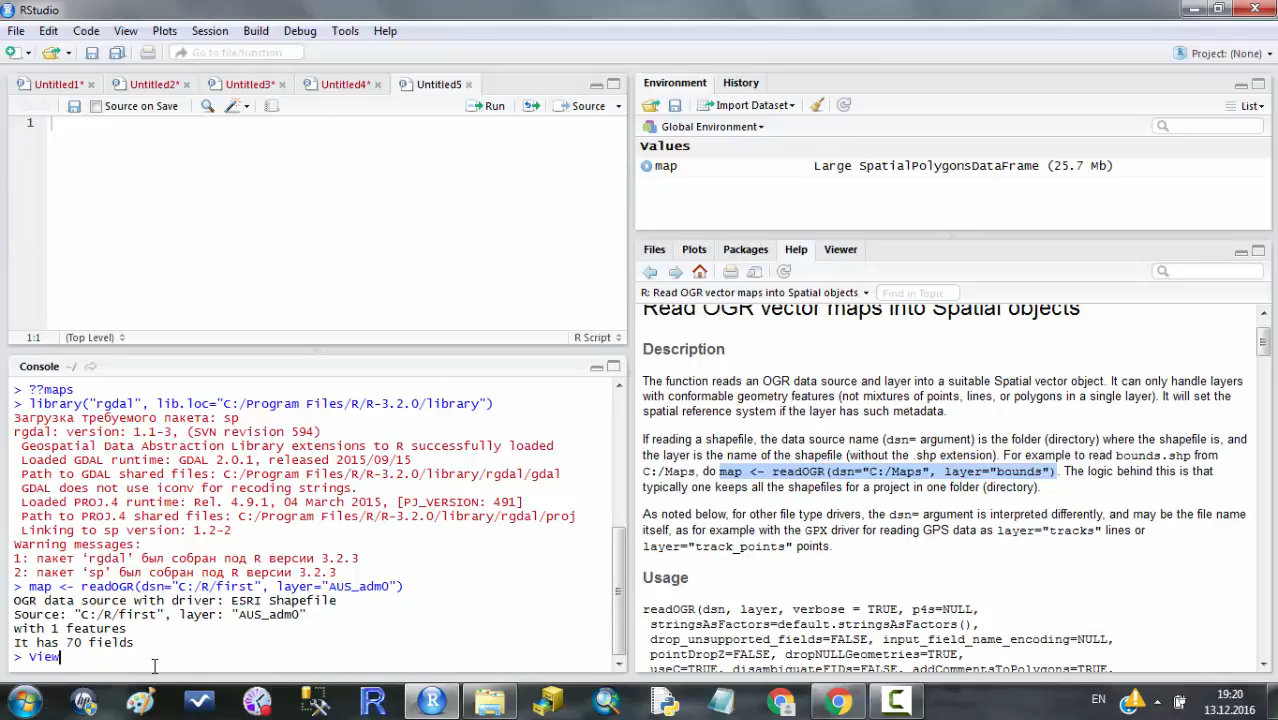 RStudio
File Edit Code View Plots Session Build Debug Tools Help
Go to file/function
Project: (None)
Untitled1* Untitled2* Untitled3* Untitled4* Untitled5
Source on Save Run Source
1
1:1 (Top Level) R Script
Console ~/
> ??maps
> library("rgdal", lib.loc="C:/Program Files/R/R-3.2.0/library")
Загрузка требуемого пакета: sp
rgdal: version: 1.1-3, (SVN revision 594)
Geospatial Data Abstraction Library extensions to R successfully loaded
Loaded GDAL runtime: GDAL 2.0.1, released 2015/09/15
Path to GDAL shared files: C:/Program Files/R/R-3.2.0/library/rgdal/gdal
GDAL does not use iconv for recoding strings.
Loaded PROJ.4 runtime: Rel. 4.9.1, 04 March 2015, [PJ_VERSION: 491]
Path to PROJ.4 shared files: C:/Program Files/R/R-3.2.0/library/rgdal/proj
Linking to sp version: 1.2-2
Warning messages:
1: пакет ‘rgdal’ был собран под R версии 3.2.3
2: пакет ‘sp’ был собран под R версии 3.2.3
> map <- readOGR(dsn="C:/R/first", layer="AUS_adm0")
OGR data source with driver: ESRI Shapefile
Source: "C:/R/first", layer: "AUS_adm0"
with 1 features
It has 70 fields
> View
Environment History
Import Dataset List
Global Environment
Values
map Large SpatialPolygonsDataFrame (25.7 Mb)
Files Plots Packages Help Viewer
R: Read OGR vector maps into Spatial objects Find in Topic
Read OGR vector maps into Spatial objects
Description
The function reads an OGR data source and layer into a suitable Spatial vector object. It can only handle layers
with conformable geometry features (not mixtures of points, lines, or polygons in a single layer). It will set the
spatial reference system if the layer has such metadata.
If reading a shapefile, the data source name (dsn= argument) is the folder (directory) where the shapefile is, and
the layer is the name of the shapefile (without the .shp extension). For example to read bounds.shp from
C:/Maps, do map <- readOGR(dsn="C:/Maps", layer="bounds"). The logic behind this is that
typically one keeps all the shapefiles for a project in one folder (directory).
As noted below, for other file type drivers, the dsn= argument is interpreted differently, and may be the file name
itself, as for example with the GPX driver for reading GPS data as layer="tracks" lines or
layer="track_points" points.
Usage
readOGR(dsn, layer, verbose = TRUE, p4s=NULL,
stringsAsFactors=default.stringsAsFactors(),
drop_unsupported_fields=FALSE, input_field_name_encoding=NULL,
pointDropZ=FALSE, dropNULLGeometries=TRUE,
useC=TRUE, disambiguateFIDs=FALSE, addCommentsToPolygons=TRUE,
EN
19:20
13.12.2016